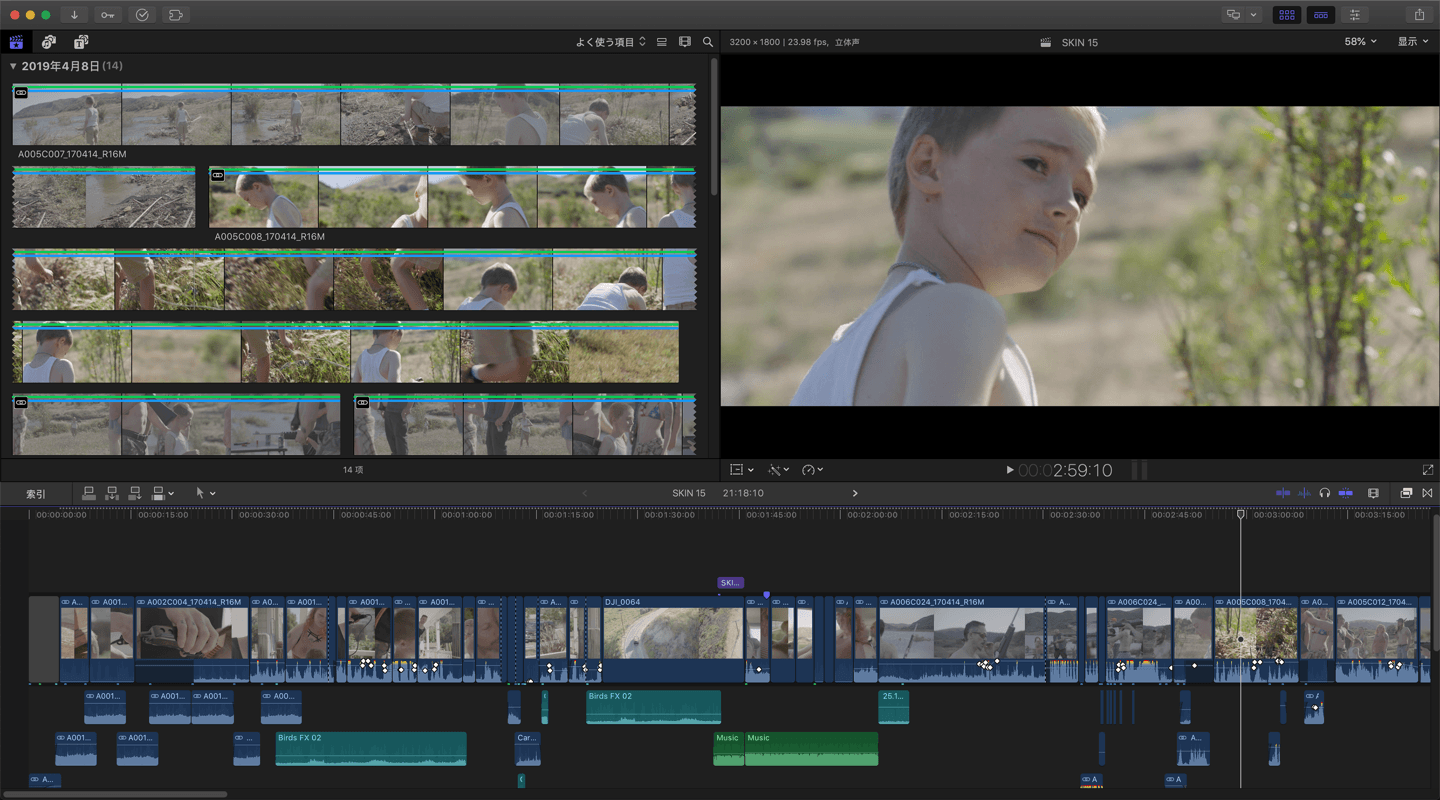 よく使う項目
3200 × 1800 | 23.98 fps, 立体声
SKIN 15
58%
显示
2019年4月8日 (14)
A005C007_170414_R16M
A005C008_170414_R16M
14 项
00:02:59:10
索引
SKIN 15
21:18:10
00:00:00:00
00:00:15:00
00:00:30:00
00:00:45:00
00:01:00:00
00:01:15:00
00:01:30:00
00:01:45:00
00:02:00:00
00:02:15:00
00:02:30:00
00:02:45:00
00:03:00:00
00:03:15:00
SKI...
A...
A001...
A002C004_170414_R16M
A0...
A001...
A001...
...
A001...
...
A...
DJI_0064
...
...
...
A006C024_170414_R16M
A...
A006C024_...
A00...
A005C008_1704...
A0...
A005C012_1704...
A001...
A001...
A001...
A00...
Birds FX 02
25.1...
A001...
A001...
...
Birds FX 02
Car...
Music
Music
A...
A...
A
A